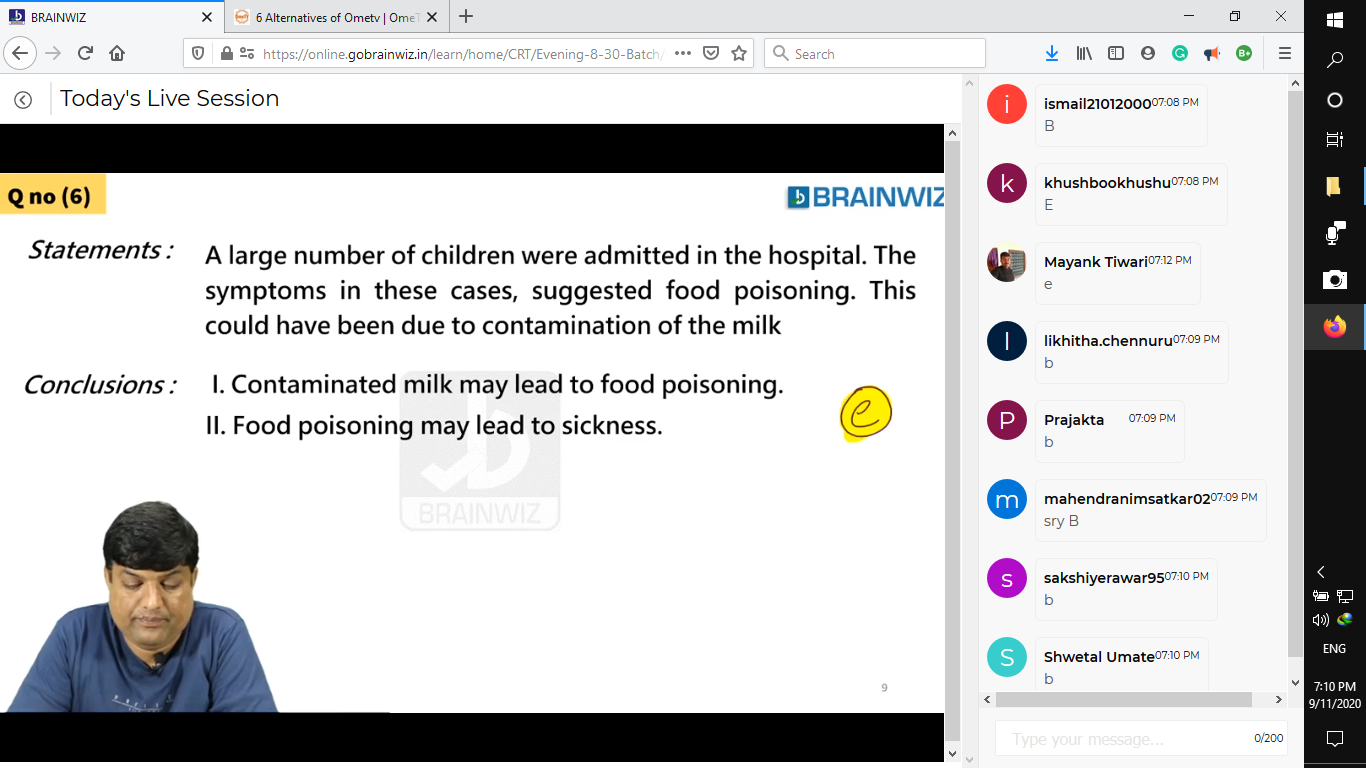 BRAINWIZ
6 Alternatives of Ometv | OmeT
https://online.gobrainwiz.in/learn/home/CRT/Evening-8-30-Batch/
Search
Today's Live Session
Q no (6)
BRAINWIZ
Statements :
A large number of children were admitted in the hospital. The
symptoms in these cases, suggested food poisoning. This
could have been due to contamination of the milk
Conclusions :
I. Contaminated milk may lead to food poisoning.
II. Food poisoning may lead to sickness.
e
BRAINWIZ
9
i
ismail21012000 07:08 PM
B
k
khushbookhushu 07:08 PM
E
Mayank Tiwari 07:12 PM
e
l
likhitha.chennuru 07:09 PM
b
P
Prajakta 07:09 PM
b
m
mahendranimsatkar02 07:09 PM
sry B
s
sakshiyerawar95 07:10 PM
b
S
Shwetal Umate 07:10 PM
b
Type your message...
0/200
ENG
7:10 PM
9/11/2020